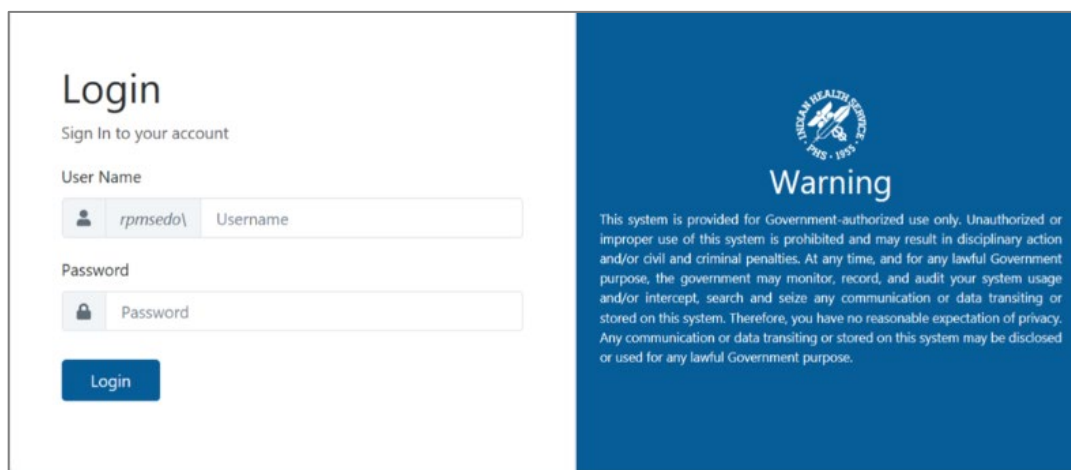 Login
Sign In to your account
User Name
rpmsedo\ Username
Password
Password
Login
INDIAN HEALTH SERVICE
PHS · 1955
Warning
This system is provided for Government-authorized use only. Unauthorized or
improper use of this system is prohibited and may result in disciplinary action
and/or civil and criminal penalties. At any time, and for any lawful Government
purpose, the government may monitor, record, and audit your system usage
and/or intercept, search and seize any communication or data transiting or
stored on this system. Therefore, you have no reasonable expectation of privacy.
Any communication or data transiting or stored on this system may be disclosed
or used for any lawful Government purpose.